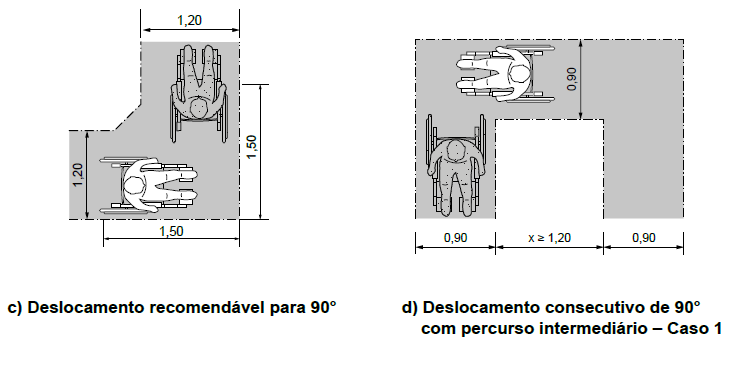 1,20
1,20
1,50
1,50
0,90
0,90
x ≥ 1,20
0,90
c) Deslocamento recomendável para 90°
d) Deslocamento consecutivo de 90°
com percurso intermediário – Caso 1